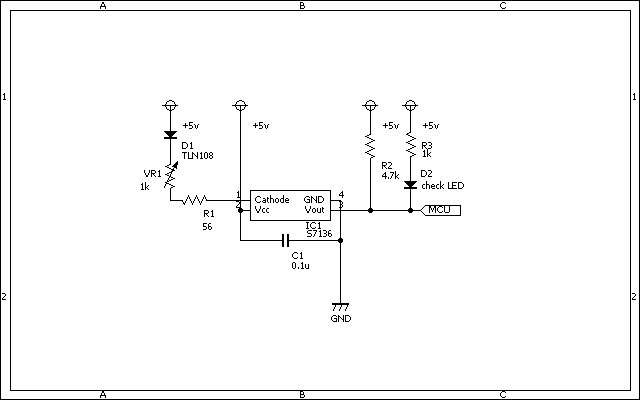 A B C
1 1
+5v +5v +5v +5v
D1
TLN108
R3
1k
VR1
1k
R2
4.7k
D2
check LED
1 Cathode GND 4
2 Vcc Vout 3
MCU
R1
56
IC1
S7136
C1
0.1u
2 2
GND
A B C